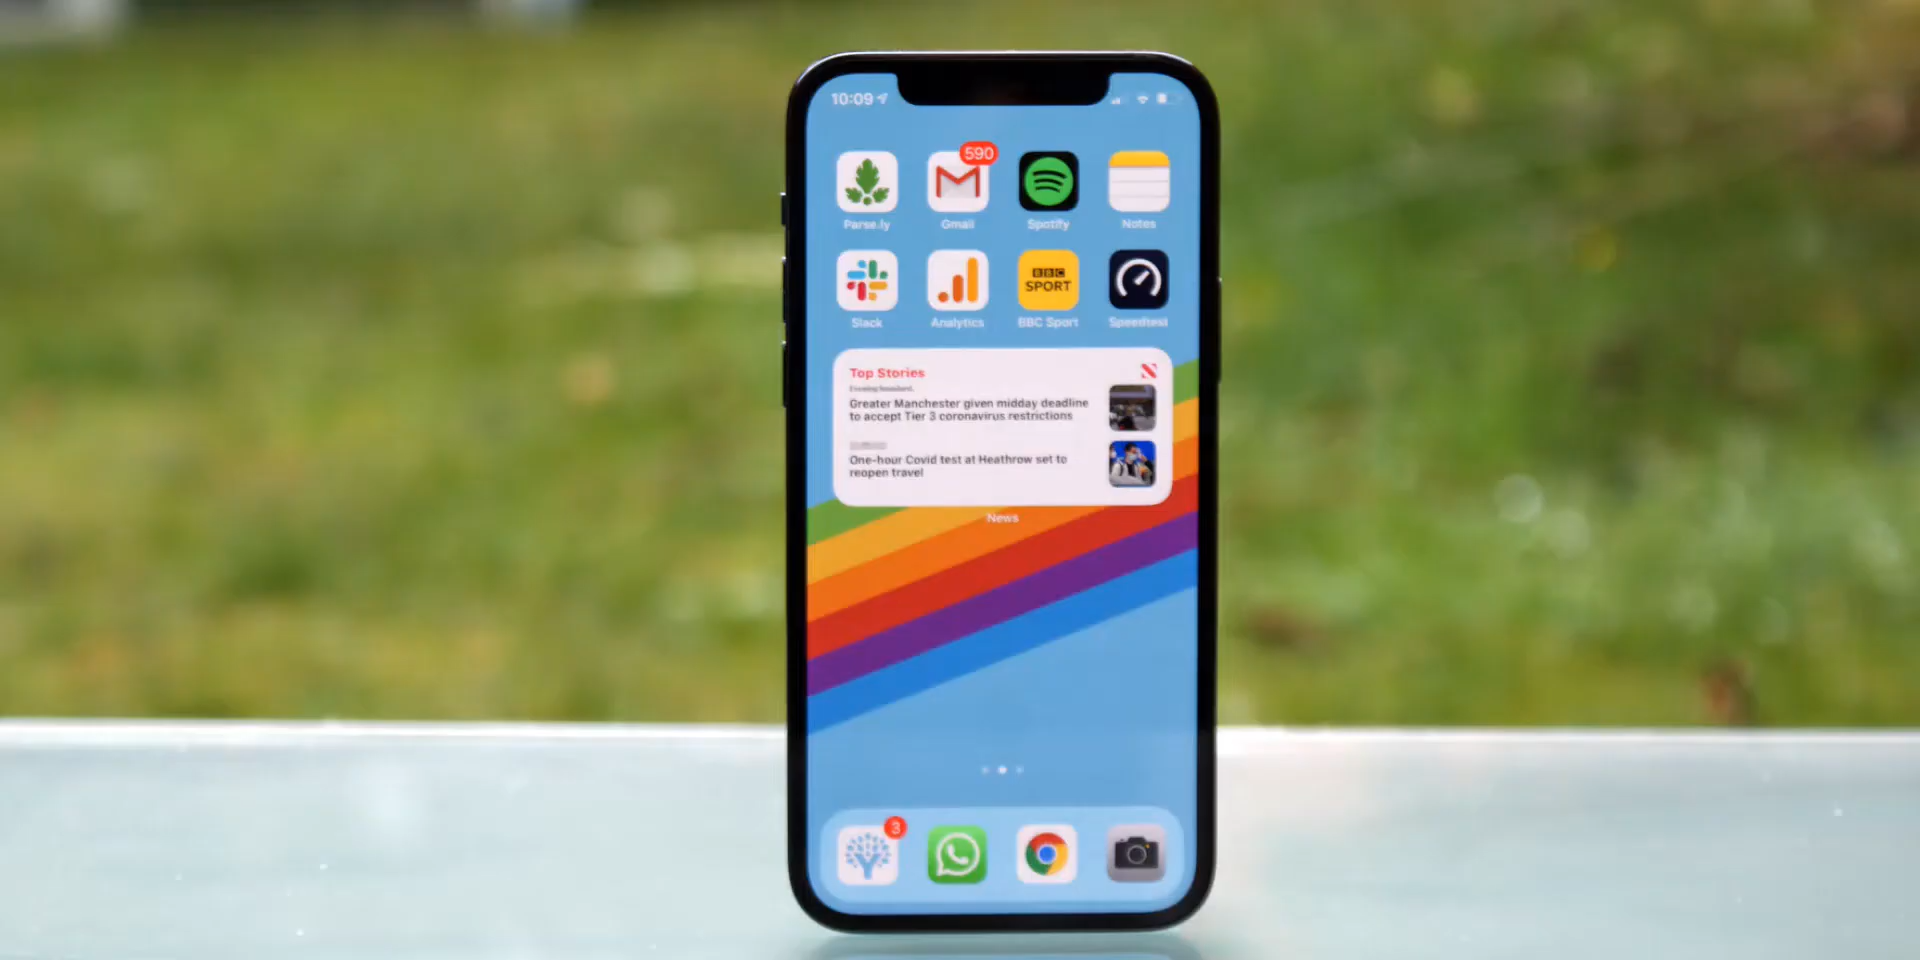 10:09
590
Parse.ly
Gmail
Spotify
Notes
BBC
SPORT
Slack
Analytics
BBC Sport
Speedtest
Top Stories
Evening Standard.
Greater Manchester given midday deadline
to accept Tier 3 coronavirus restrictions
One-hour Covid test at Heathrow set to
reopen travel
News
3